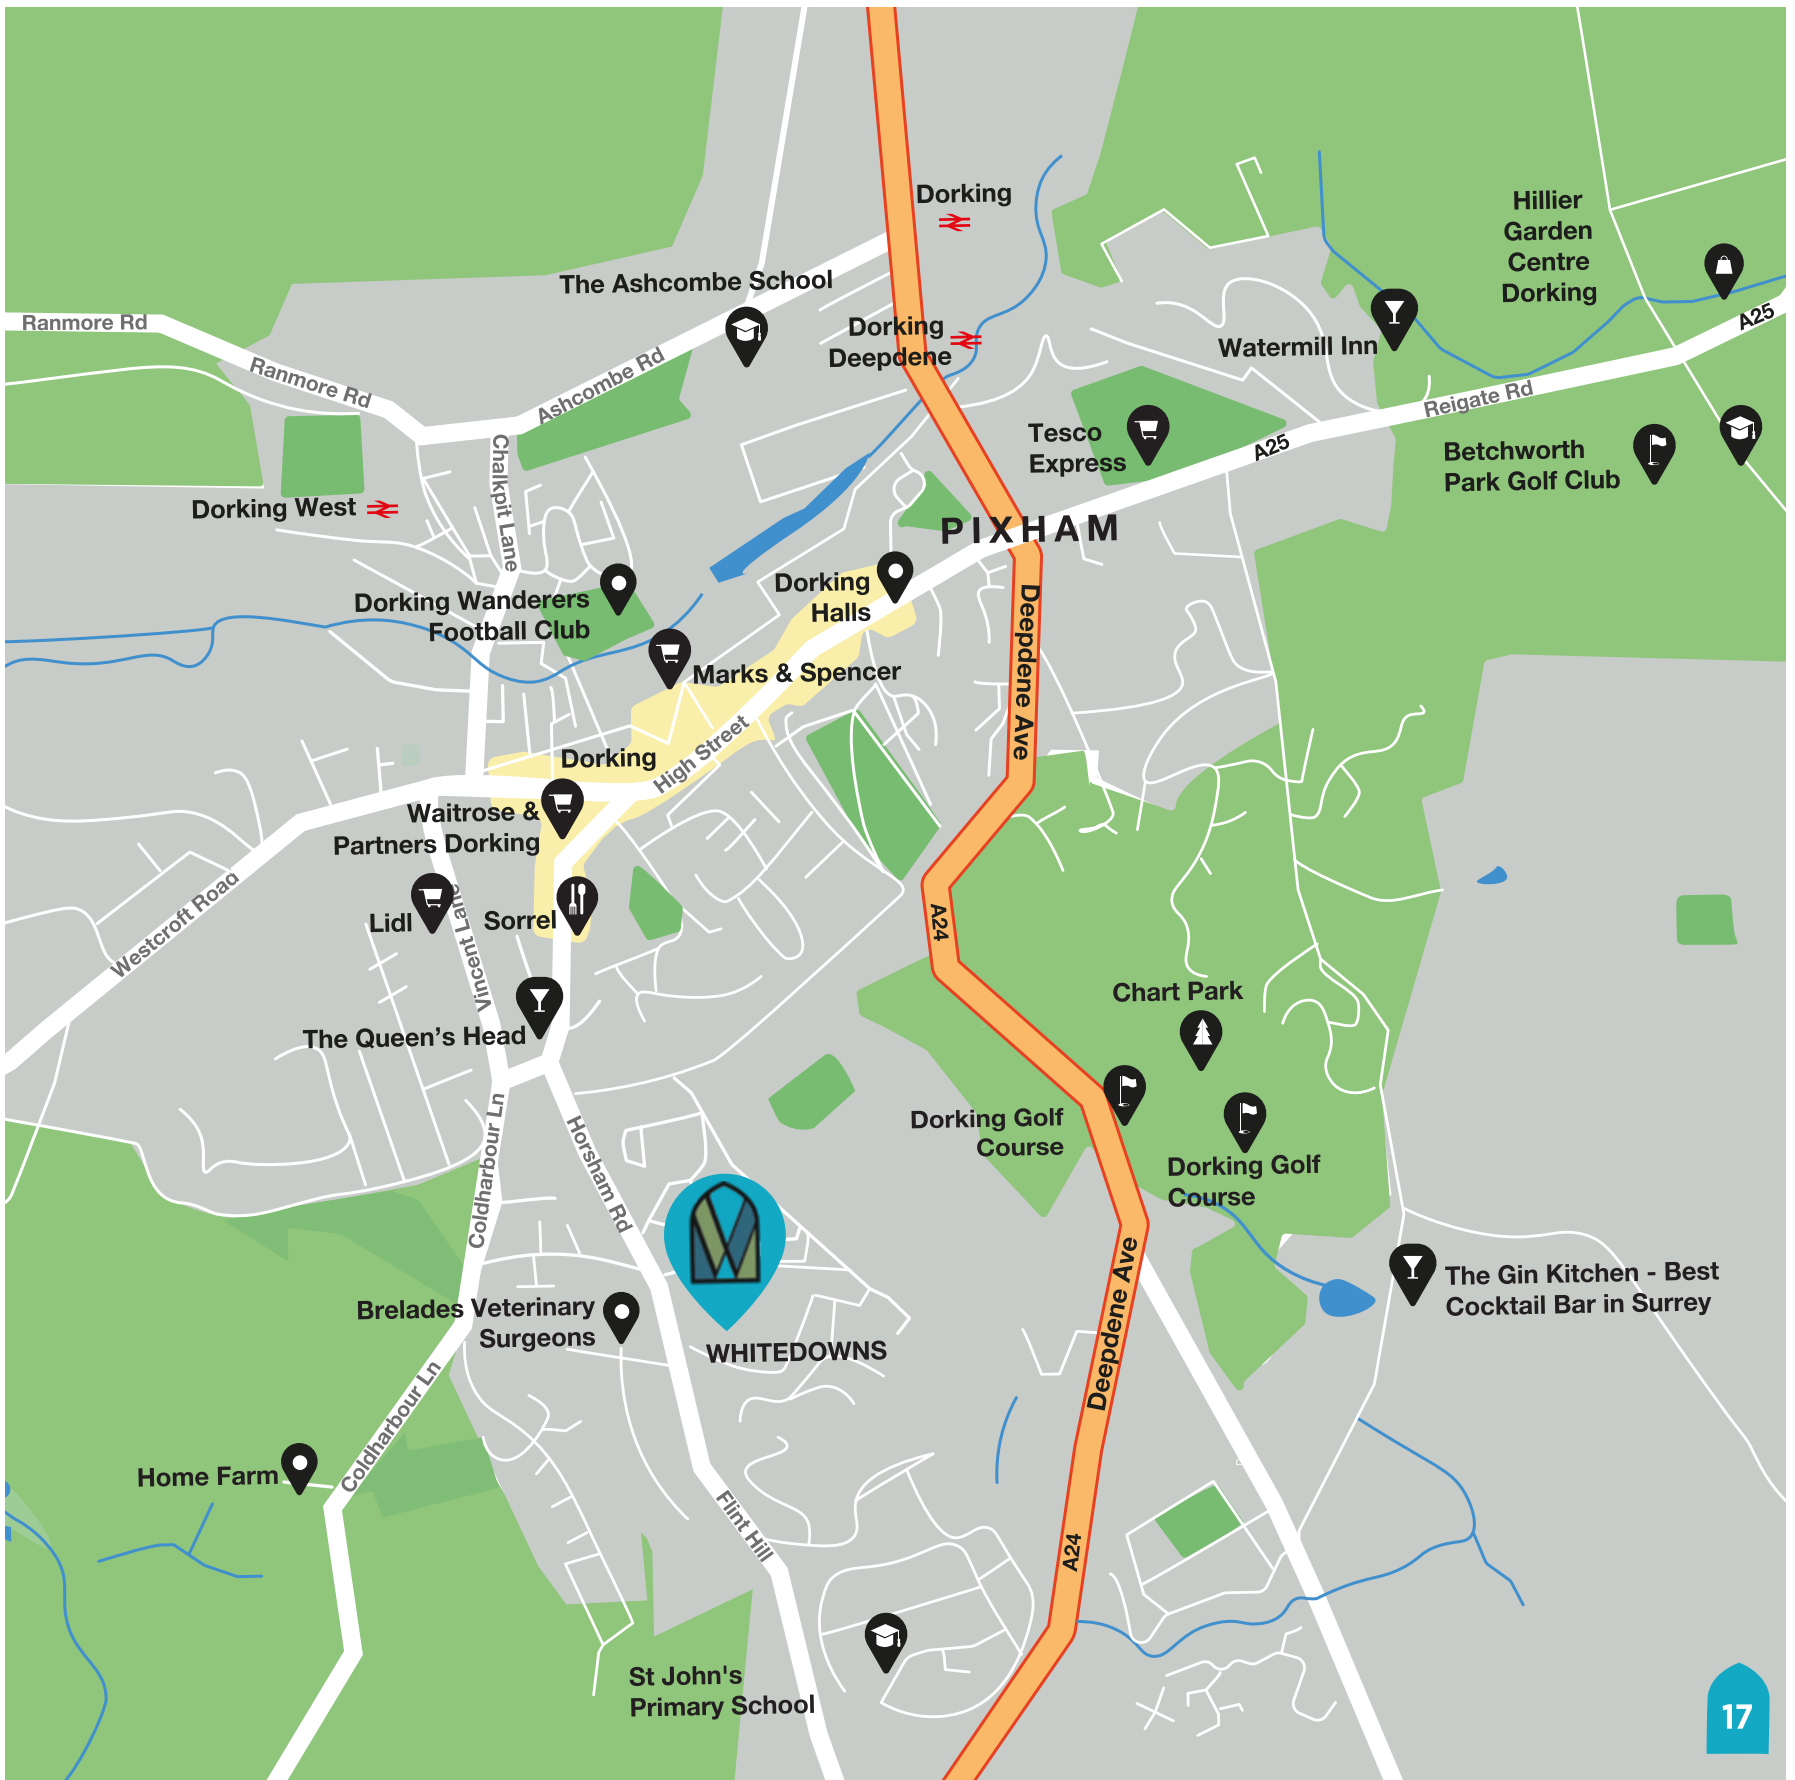 Dorking
Hillier
Garden
Centre
Dorking
The Ashcombe School
Ranmore Rd
Dorking
Deepdene
A25
Watermill Inn
Ranmore Rd
Ashcombe Rd
Reigate Rd
Tesco
Express
A25
Betchworth
Park Golf Club
Chalkpit Lane
Dorking West
PIXHAM
Dorking
Halls
Dorking Wanderers
Football Club
Deepdene Ave
Marks & Spencer
High Street
Dorking
Waitrose &
Partners Dorking
Westcroft Road
Lidl
Vincent Lane
Sorrel
A24
Chart Park
The Queen’s Head
Dorking Golf
Course
Dorking Golf
Course
Coldharbour Ln
Horsham Rd
Deepdene Ave
The Gin Kitchen - Best
Cocktail Bar in Surrey
Brelades Veterinary
Surgeons
WHITEDOWNS
Coldharbour Ln
Home Farm
Flint Hill
A24
St John's
Primary School
17